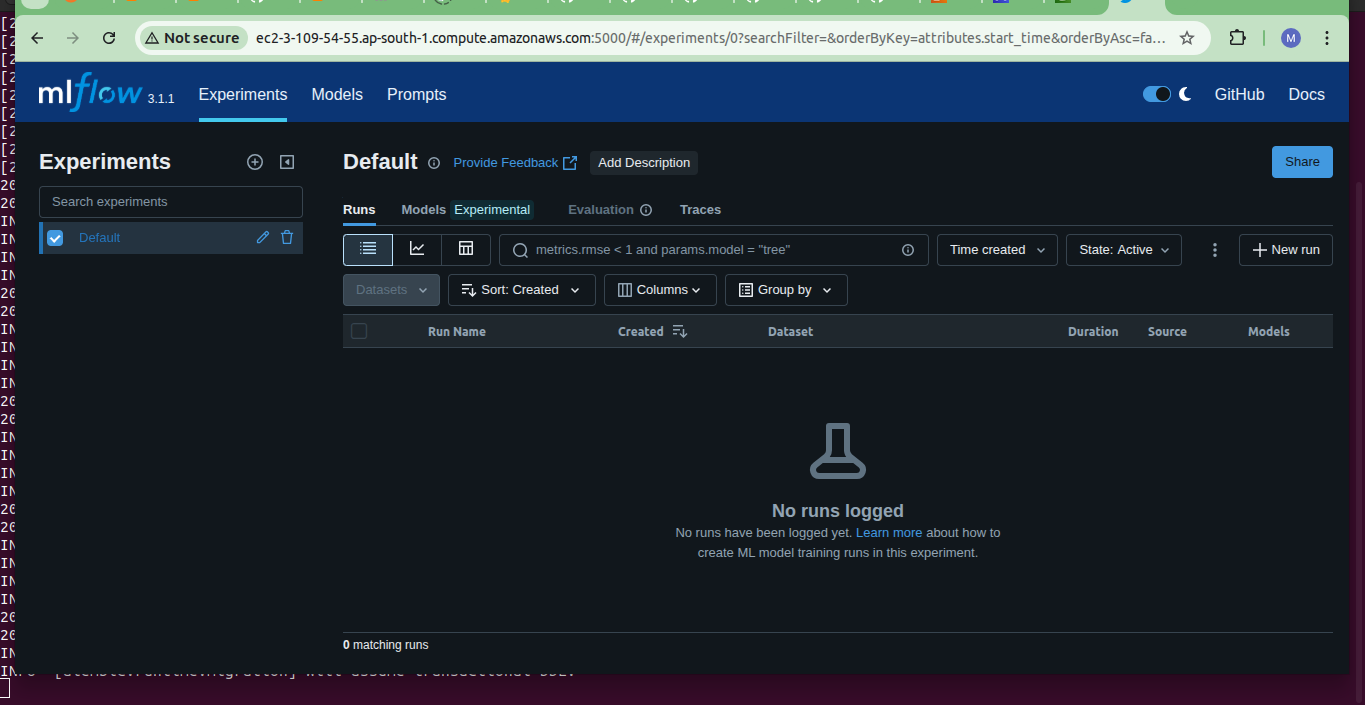 Not secure ec2-3-109-54-55.ap-south-1.compute.amazonaws.com:5000/#/experiments/0?searchFilter=&orderByKey=attributes.start_time&orderByAsc=fa... M
mlflow 3.1.1 Experiments Models Prompts GitHub Docs
Experiments
Search experiments
Default
Default Provide Feedback Add Description Share
Runs Models Experimental Evaluation Traces
metrics.rmse < 1 and params.model = "tree" Time created State: Active New run
Datasets Sort: Created Columns Group by
Run Name Created Dataset Duration Source Models
No runs logged
No runs have been logged yet. Learn more about how to
create ML model training runs in this experiment.
0 matching runs